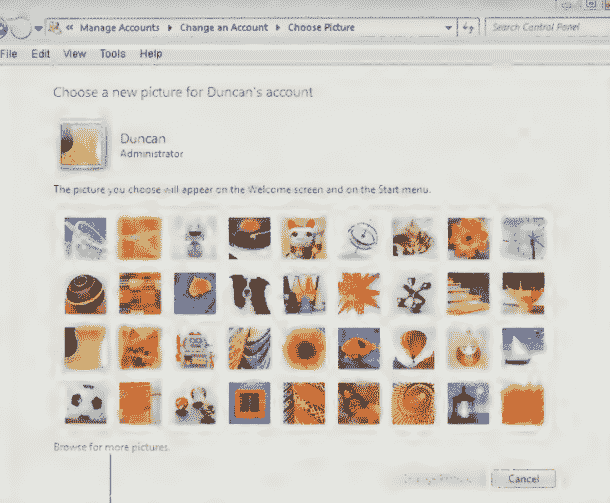 « Manage Accounts ▸ Change an Account ▸ Choose Picture
Search Control Panel
File Edit View Tools Help
Choose a new picture for Duncan's account
Duncan
Administrator
The picture you choose will appear on the Welcome screen and on the Start menu.
Browse for more pictures.
Change Picture
Cancel